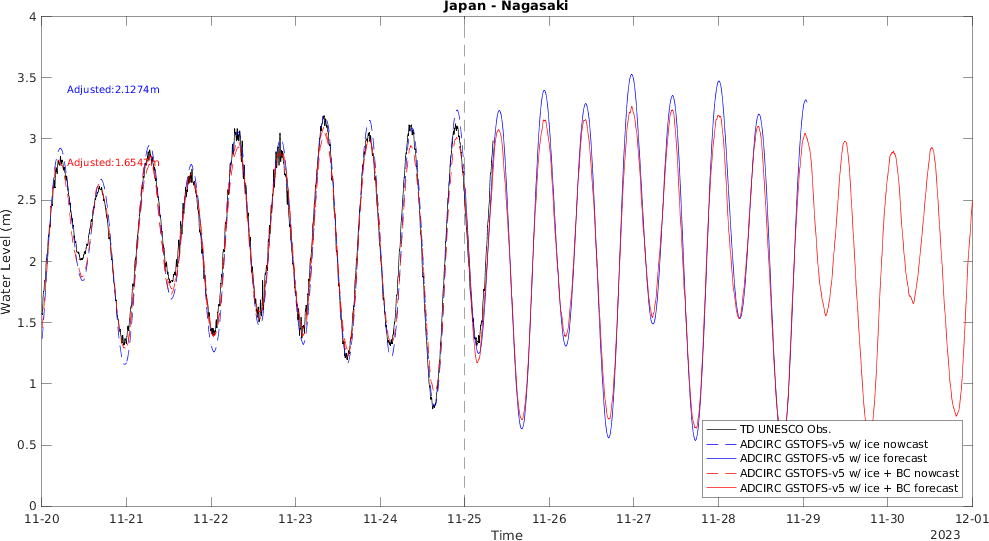 Japan - Nagasaki
4
3.5
3
2.5
2
1.5
1
0.5
0
Water Level (m)
Adjusted:2.1274m
Adjusted:1.6547m
TD UNESCO Obs.
ADCIRC GSTOFS-v5 w/ ice nowcast
ADCIRC GSTOFS-v5 w/ ice forecast
ADCIRC GSTOFS-v5 w/ ice + BC nowcast
ADCIRC GSTOFS-v5 w/ ice + BC forecast
11-20 11-21 11-22 11-23 11-24 11-25 11-26 11-27 11-28 11-29 11-30 12-01
Time
2023